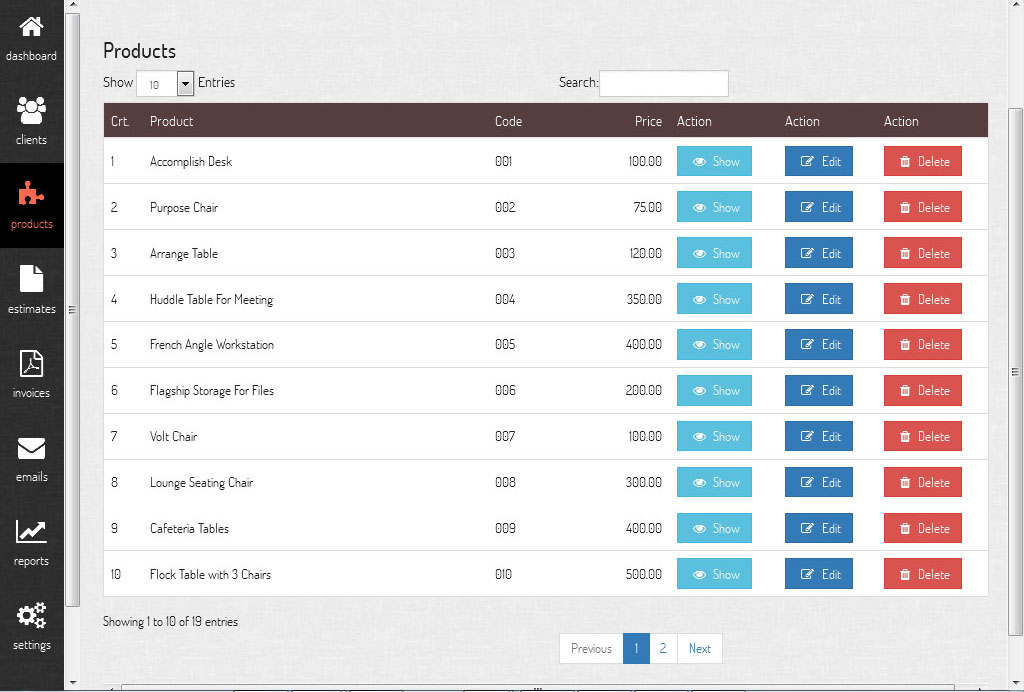 dashboard
clients
products
estimates
invoices
emails
reports
settings
Products
Show 10 Entries Search:
Crt. Product Code Price Action Action Action
1 Accomplish Desk 001 100.00 Show Edit Delete
2 Purpose Chair 002 75.00 Show Edit Delete
3 Arrange Table 003 120.00 Show Edit Delete
4 Huddle Table For Meeting 004 350.00 Show Edit Delete
5 French Angle Workstation 005 400.00 Show Edit Delete
6 Flagship Storage For Files 006 200.00 Show Edit Delete
7 Volt Chair 007 100.00 Show Edit Delete
8 Lounge Seating Chair 008 300.00 Show Edit Delete
9 Cafeteria Tables 009 400.00 Show Edit Delete
10 Flock Table with 3 Chairs 010 500.00 Show Edit Delete
Showing 1 to 10 of 19 entries
Previous 1 2 Next